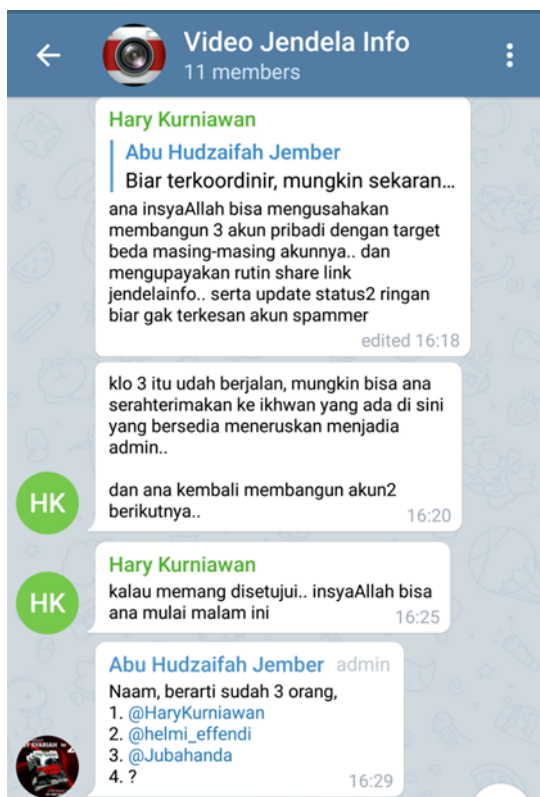 Video Jendela Info
11 members
Hary Kurniawan
Abu Hudzaifah Jember
Biar terkoordinir, mungkin sekaran...
ana insyaAllah bisa mengusahakan
membangun 3 akun pribadi dengan target
beda masing-masing akunnya.. dan
mengupayakan rutin share link
jendelainfo.. serta update status2 ringan
biar gak terkesan akun spammer
edited 16:18
klo 3 itu udah berjalan, mungkin bisa ana
serahterimakan ke ikhwan yang ada di sini
yang bersedia meneruskan menjadia
admin..
dan ana kembali membangun akun2
berikutnya..
16:20
HK
Hary Kurniawan
kalau memang disetujui.. insyaAllah bisa
ana mulai malam ini
16:25
HK
Abu Hudzaifah Jember admin
Naam, berarti sudah 3 orang,
1. @HaryKurniawan
2. @helmi_effendi
3. @Jubahanda
4. ?
16:29